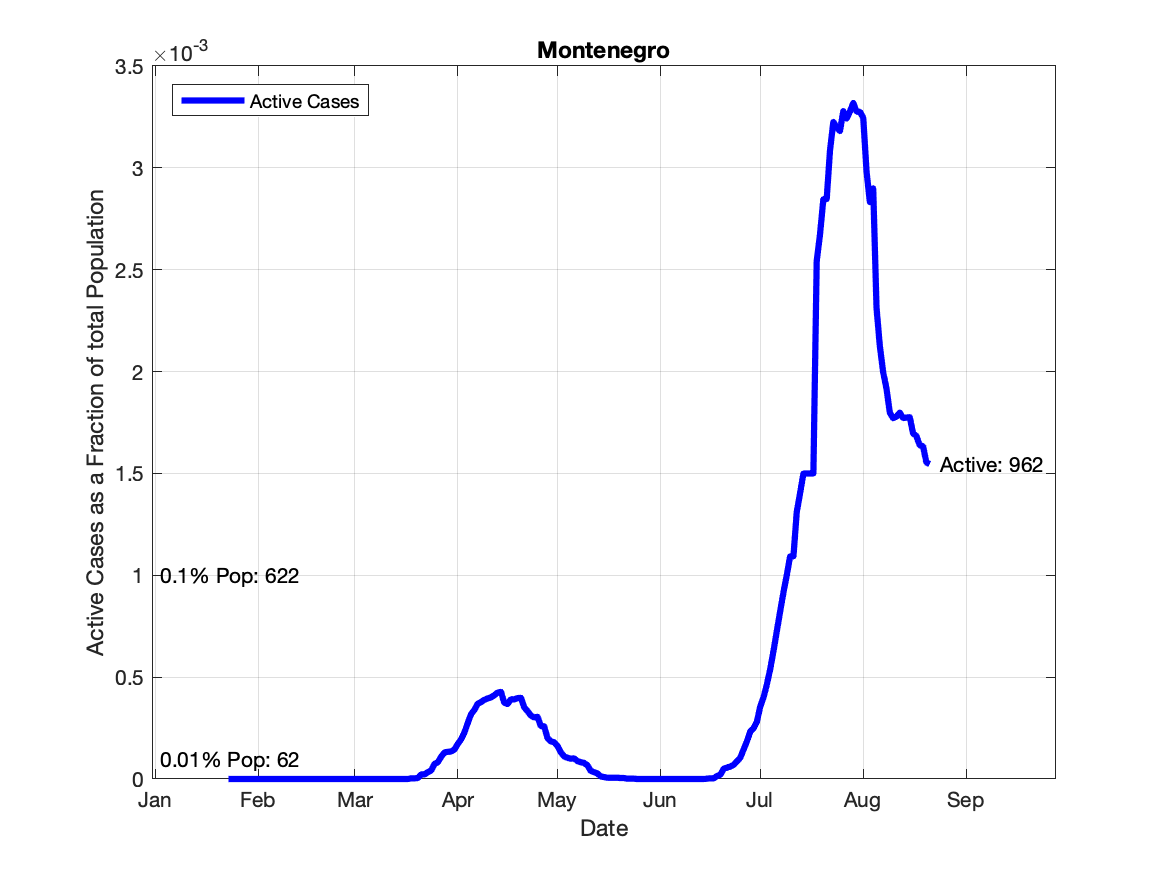 Montenegro
×10-3
3.5
3
2.5
2
1.5
1
0.5
0
Active Cases as a Fraction of total Population
Active Cases
Active: 962
0.1% Pop: 622
0.01% Pop: 62
Jan Feb Mar Apr May Jun Jul Aug Sep
Date